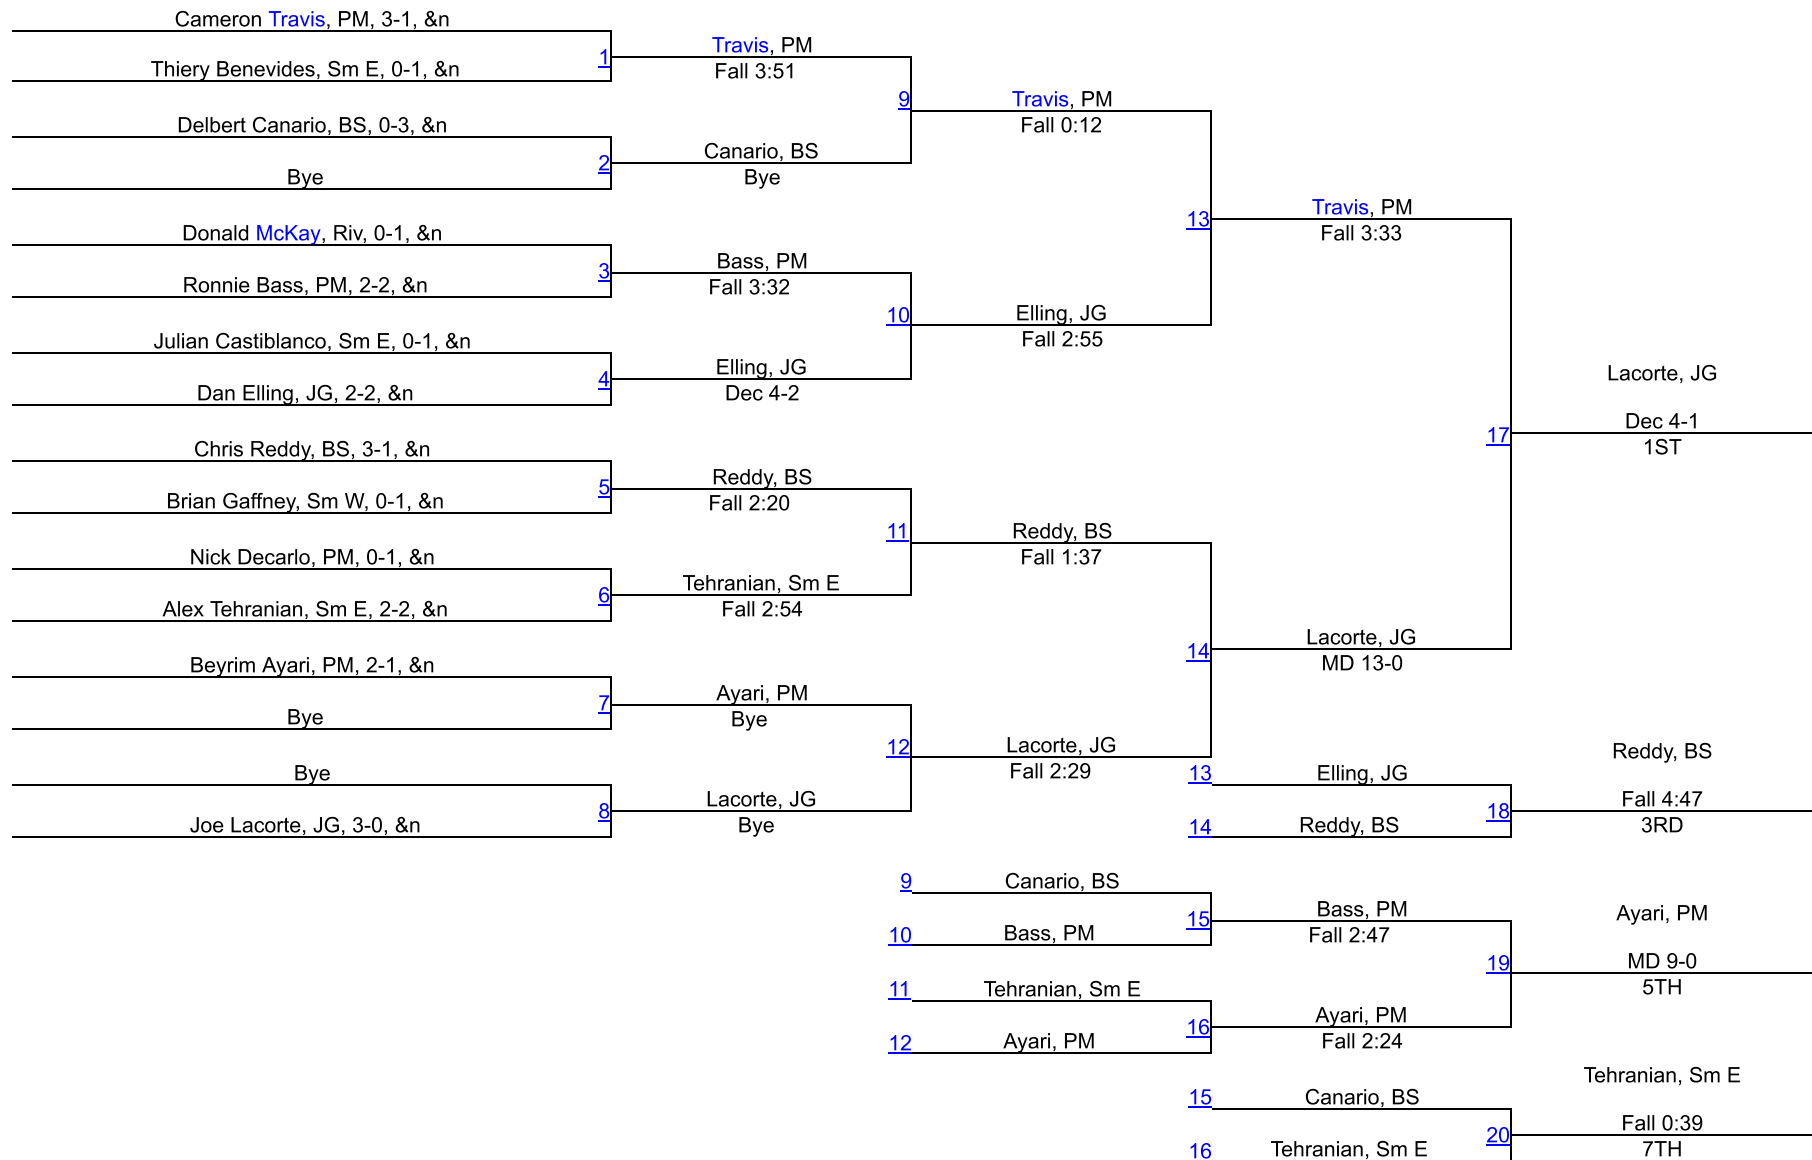 Cameron Travis, PM, 3-1, &n
Thiery Benevides, Sm E, 0-1, &n
1
Travis, PM
Fall 3:51
Delbert Canario, BS, 0-3, &n
Bye
2
Canario, BS
Bye
9
Travis, PM
Fall 0:12
Donald McKay, Riv, 0-1, &n
Ronnie Bass, PM, 2-2, &n
3
Bass, PM
Fall 3:32
Julian Castiblanco, Sm E, 0-1, &n
Dan Elling, JG, 2-2, &n
4
Elling, JG
Dec 4-2
10
Elling, JG
Fall 2:55
13
Travis, PM
Fall 3:33
Chris Reddy, BS, 3-1, &n
Brian Gaffney, Sm W, 0-1, &n
5
Reddy, BS
Fall 2:20
Nick Decarlo, PM, 0-1, &n
Alex Tehranian, Sm E, 2-2, &n
6
Tehranian, Sm E
Fall 2:54
11
Reddy, BS
Fall 1:37
Beyrim Ayari, PM, 2-1, &n
Bye
7
Ayari, PM
Bye
Bye
Joe Lacorte, JG, 3-0, &n
8
Lacorte, JG
Bye
12
Lacorte, JG
Fall 2:29
14
Lacorte, JG
MD 13-0
17
Lacorte, JG
Dec 4-1
1ST
13
Elling, JG
14
Reddy, BS
18
Reddy, BS
Fall 4:47
3RD
9
Canario, BS
10
Bass, PM
15
Bass, PM
Fall 2:47
11
Tehranian, Sm E
12
Ayari, PM
16
Ayari, PM
Fall 2:24
19
Ayari, PM
MD 9-0
5TH
15
Canario, BS
16
Tehranian, Sm E
20
Tehranian, Sm E
Fall 0:39
7TH